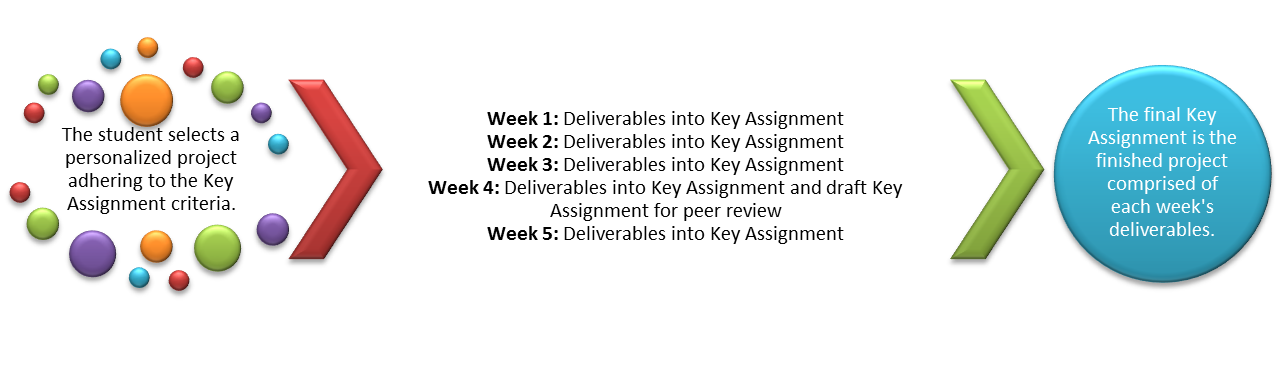 The student selects a
personalized project
adhering to the Key
Assignment criteria.
Week 1: Deliverables into Key Assignment
Week 2: Deliverables into Key Assignment
Week 3: Deliverables into Key Assignment
Week 4: Deliverables into Key Assignment and draft Key
Assignment for peer review
Week 5: Deliverables into Key Assignment
The final Key
Assignment is the
finished project
comprised of
each week's
deliverables.